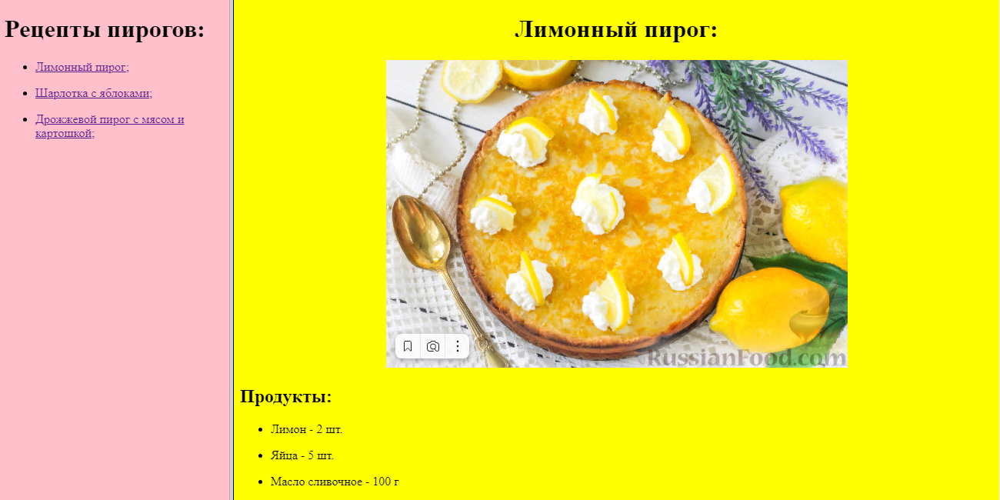 Рецепты пирогов:
Лимонный пирог;
Шарлотка с яблоками;
Дрожжевой пирог с мясом и
картошкой;
Лимонный пирог:
RussianFood.com
Продукты:
Лимон - 2 шт.
Яйца - 5 шт.
Масло сливочное - 100 г